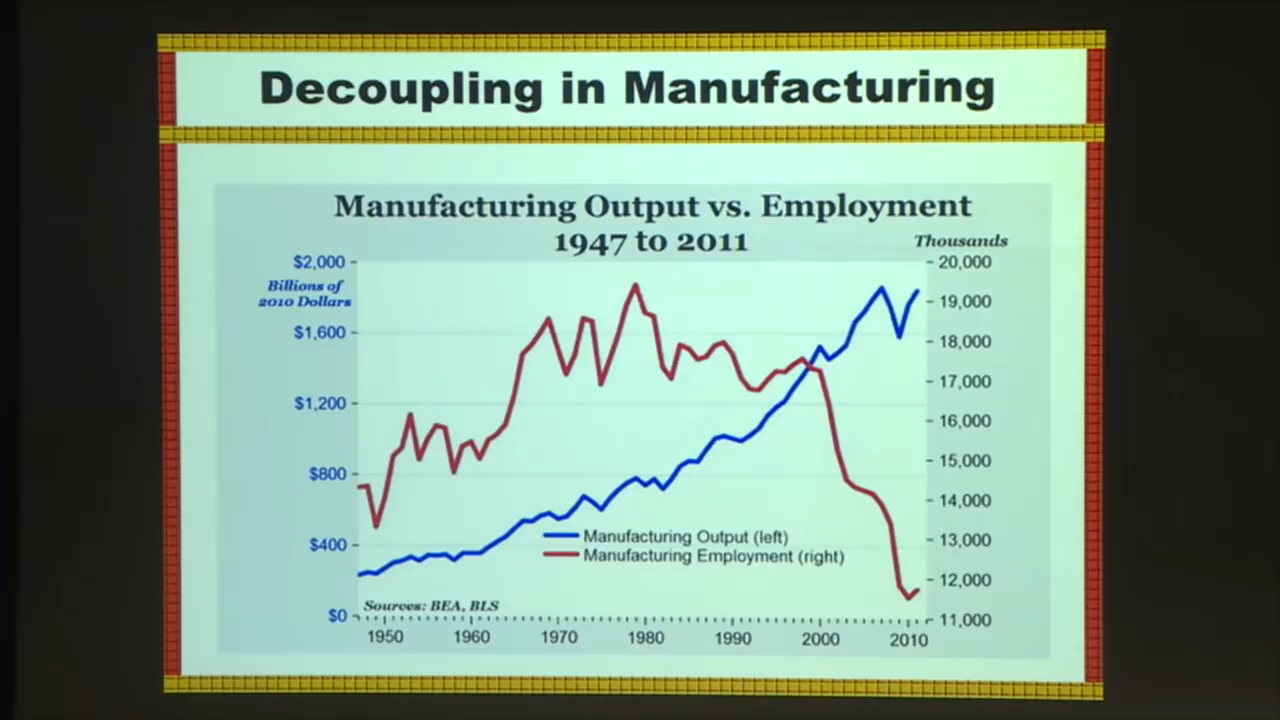 Decoupling in Manufacturing
Manufacturing Output vs. Employment
1947 to 2011
Thousands
$2,000
Billions of
2010 Dollars
$1,600
$1,200
$800
$400
$0
20,000
19,000
18,000
17,000
16,000
15,000
14,000
13,000
12,000
11,000
Manufacturing Output (left)
Manufacturing Employment (right)
Sources: BEA, BLS
1950 1960 1970 1980 1990 2000 2010